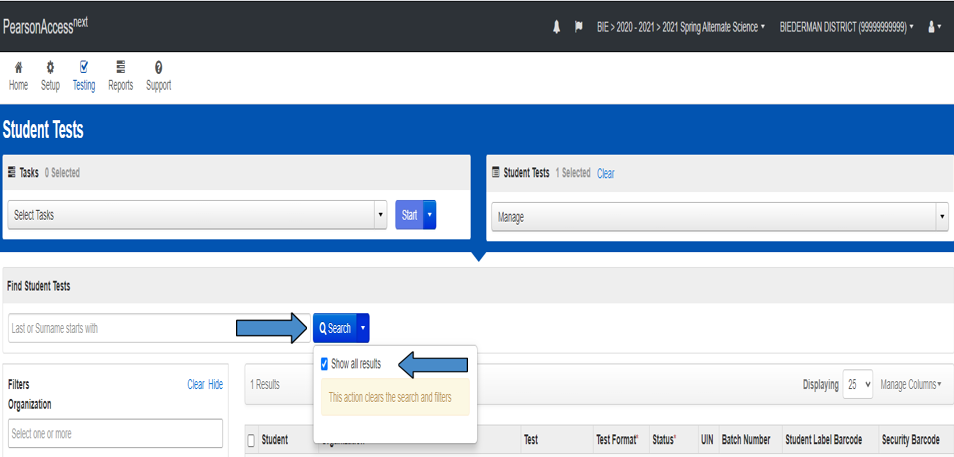 PearsonAccessnext
BIE > 2020 - 2021 > 2021 Spring Alternate Science
BIEDERMAN DISTRICT (99999999999)
Home
Setup
Testing
Reports
Support
Student Tests
Tasks 0 Selected
Student Tests 1 Selected Clear
Select Tasks
Start
Manage
Find Student Tests
Last or Surname starts with
Search
Show all results
This action clears the search and filters
Filters
Clear Hide
Organization
Select one or more
1 Results
Displaying 25 Manage Columns
Student Test Test Format* Status* UIN Batch Number Student Label Barcode Security Barcode